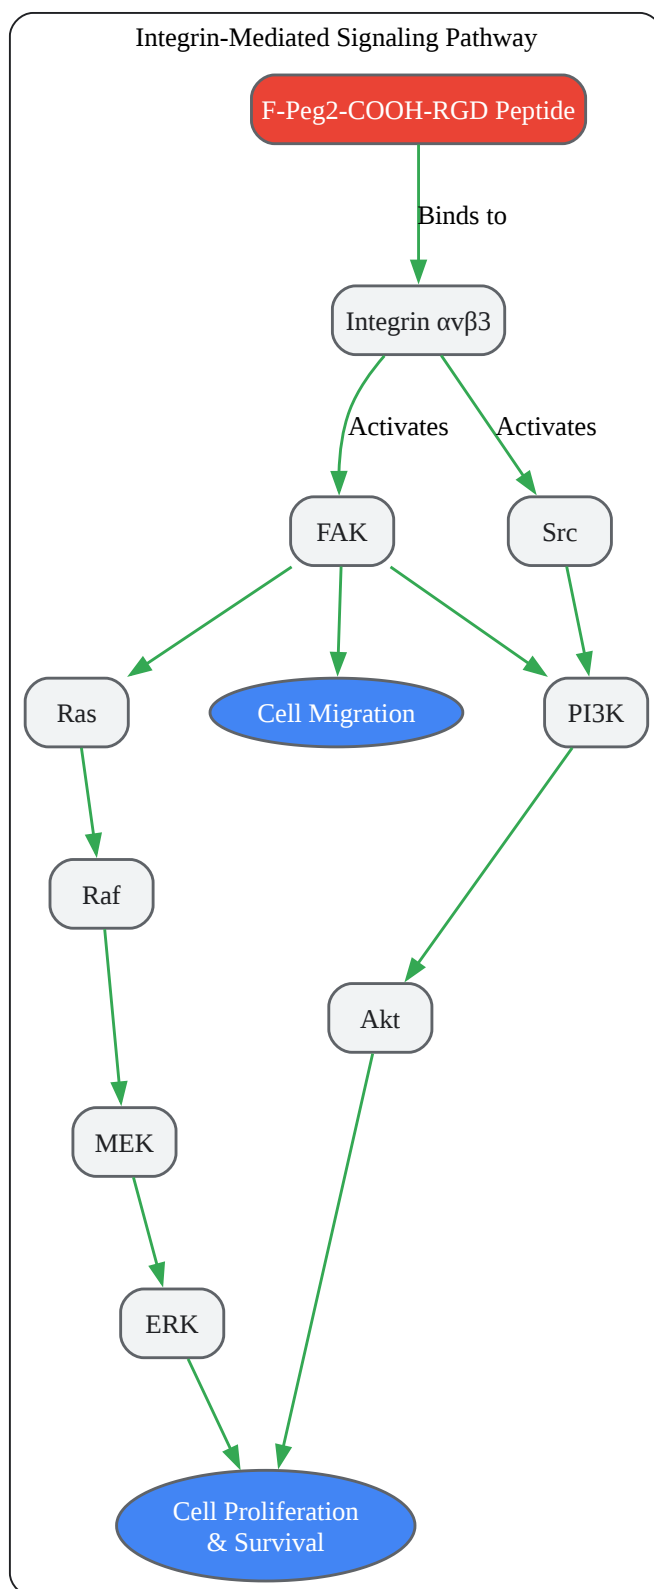 Integrin-Mediated Signaling Pathway
F-Peg2-COOH-RGD Peptide
Binds to
Integrin αvβ3
Activates
Activates
FAK
Src
Ras
Cell Migration
PI3K
Raf
Akt
MEK
ERK
Cell Proliferation
& Survival